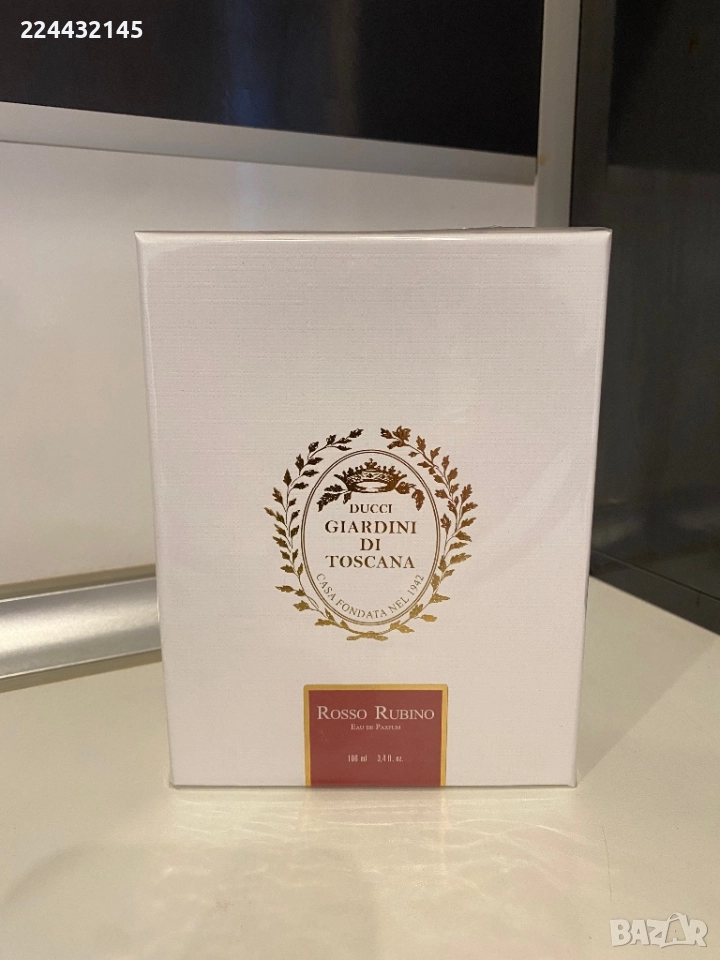 224432145
DUCCI
GIARDINI
DI
TOSCANA
CASA FONDATA NEL 1942
ROSSO RUBINO
EAU DE PARFUM
100 ml 3,4 fl. oz.
BAZAR